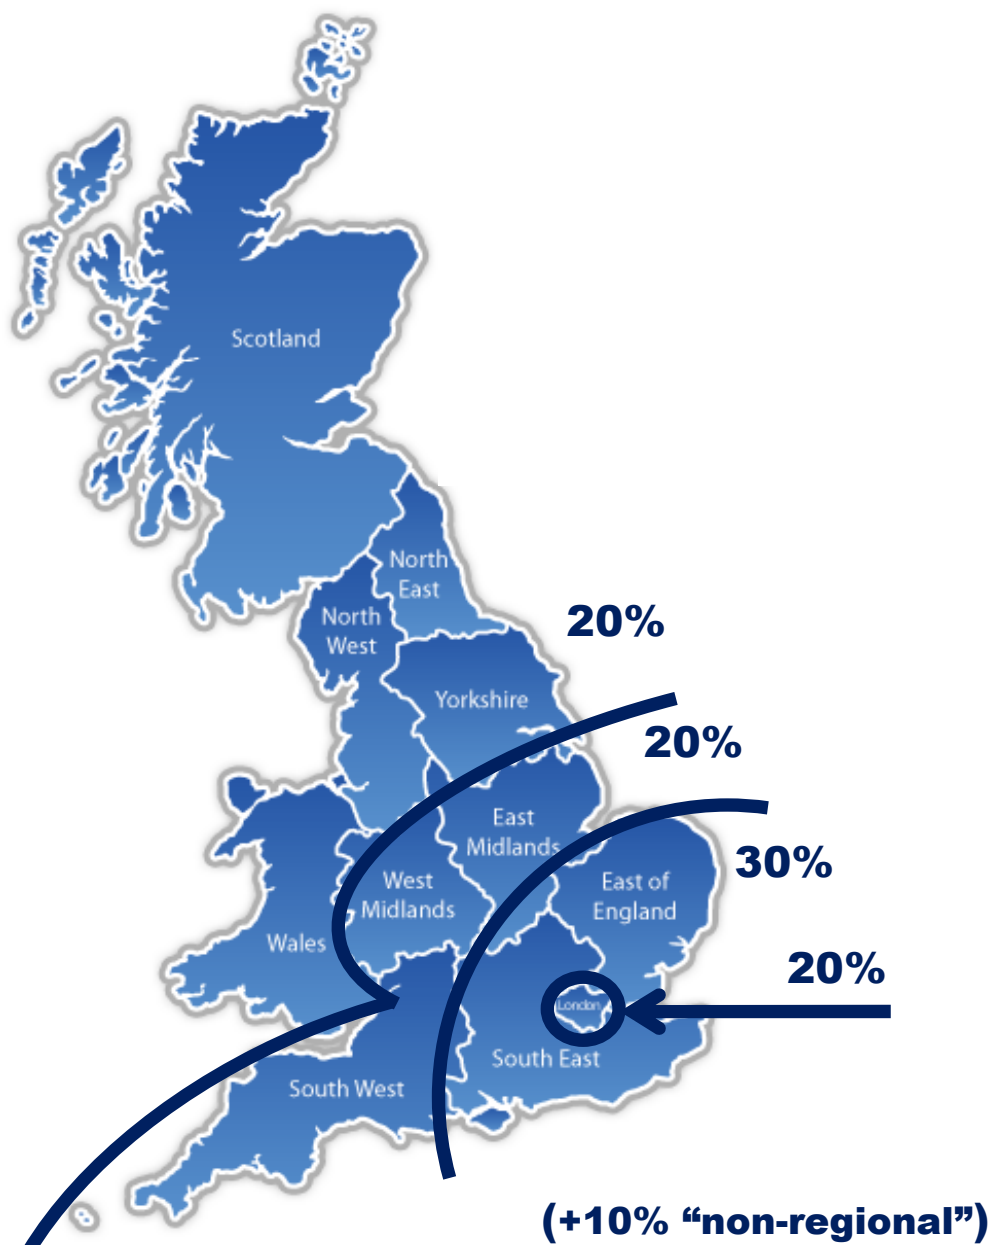 Scotland
North
East
North
West
20%
Yorkshire
20%
East
Midlands
30%
East of
England
West
Midlands
Wales
20%
London
South East
South West
(+10% “non-regional”)